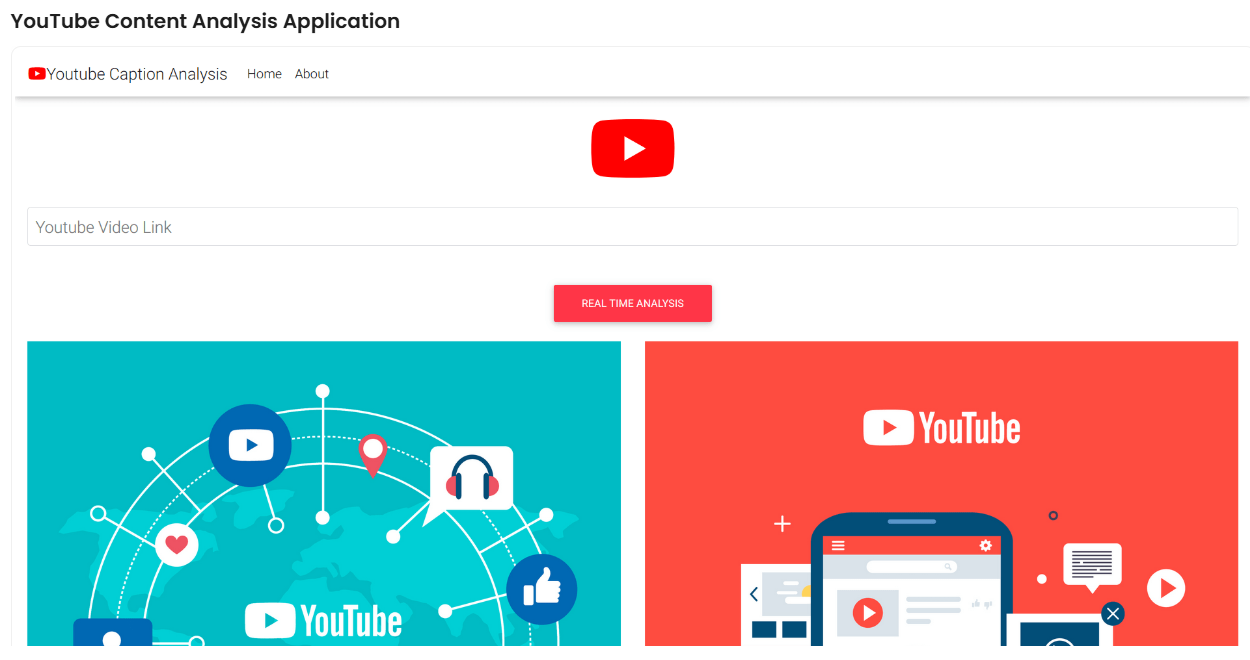 YouTube Content Analysis Application
Youtube Caption Analysis Home About
Youtube Video Link
REAL TIME ANALYSIS
YouTube
YouTube